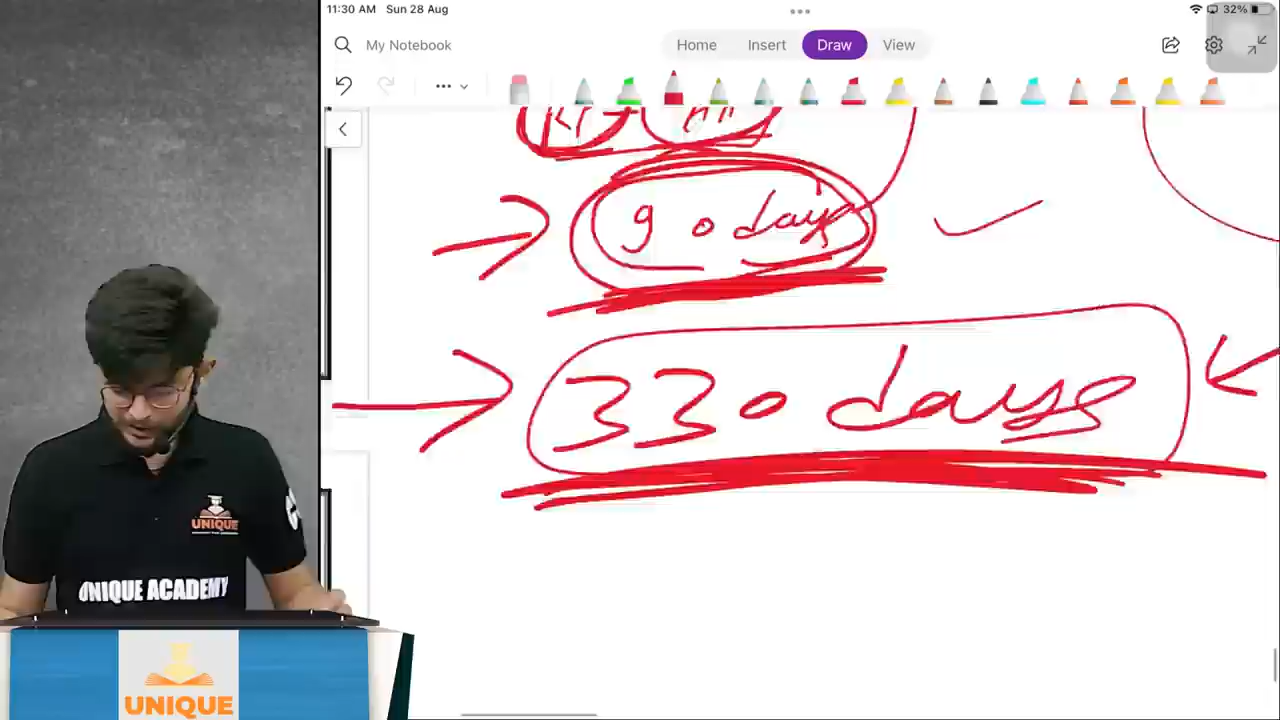 11:30 AM Sun 28 Aug
32%
My Notebook
Home Insert Draw View
90 days
330 days
UNIQUE
UNIQUE ACADEMY
UNIQUE